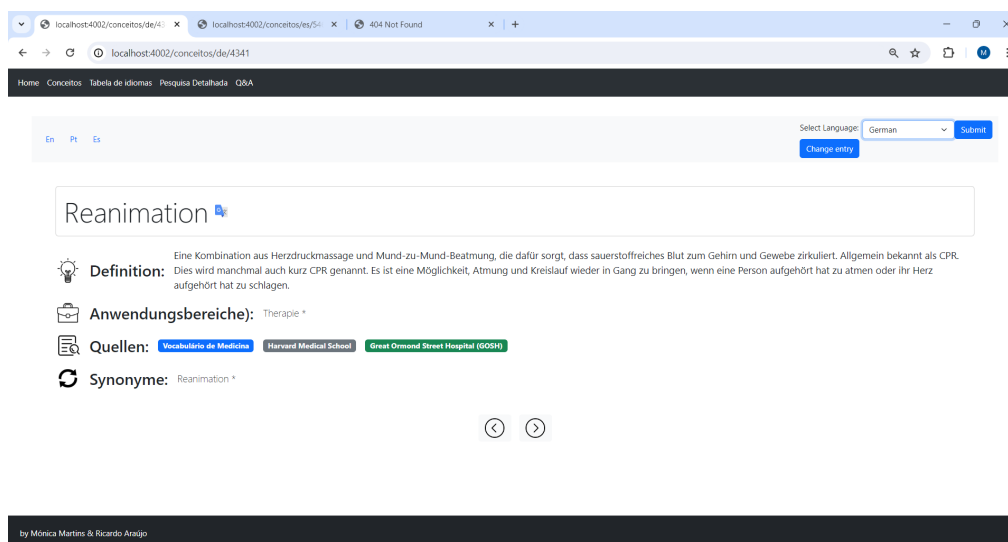 localhost:4002/conceitos/de/43
localhost:4002/conceitos/es/54
404 Not Found
localhost:4002/conceitos/de/4341
M
Home Conceitos Tabela de idiomas Pesquisa Detalhada Q&A
En Pt Es
Select Language: German Submit
Change entry
Reanimation
Definition: Eine Kombination aus Herzdruckmassage und Mund-zu-Mund-Beatmung, die dafür sorgt, dass sauerstoffreiches Blut zum Gehirn und Gewebe zirkuliert. Allgemein bekannt als CPR.
Dies wird manchmal auch kurz CPR genannt. Es ist eine Möglichkeit, Atmung und Kreislauf wieder in Gang zu bringen, wenn eine Person aufgehört hat zu atmen oder ihr Herz
aufgehört hat zu schlagen.
Anwendungsbereiche): Therapie *
Quellen: Vocabulário de Medicina Harvard Medical School Great Ormond Street Hospital (GOSH)
Synonyme: Reanimation *
by Mónica Martins & Ricardo Araújo